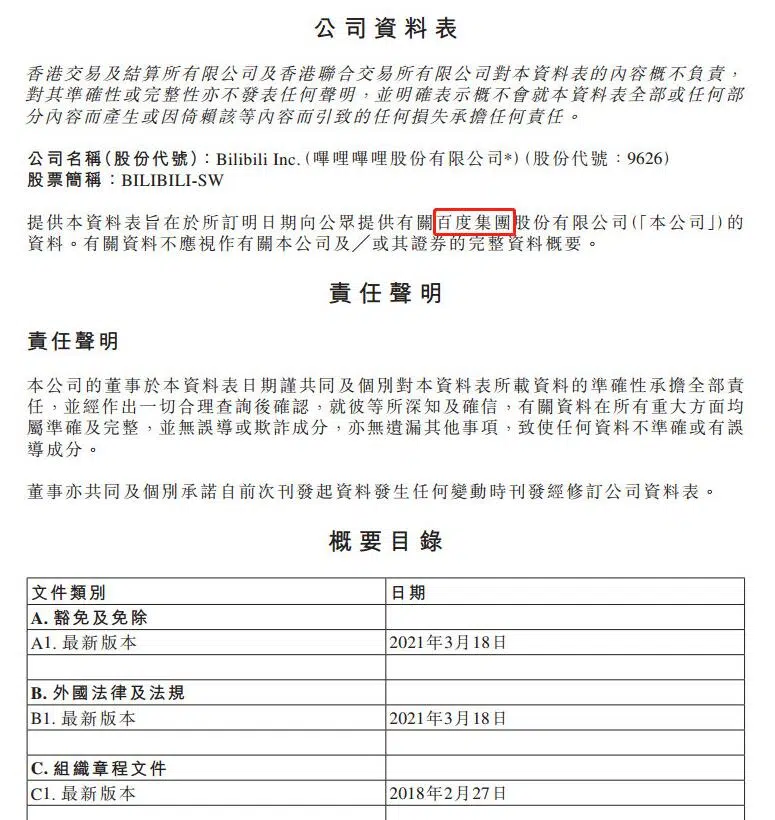 公司資料表
香港交易及結算所有限公司及香港聯合交易所有限公司對本資料表的內容概不負責，
對其準確性或完整性亦不發表任何聲明，並明確表示概不會就本資料表全部或任何部
分內容而產生或因倚賴該等內容而引致的任何損失承擔任何責任。
公司名稱（股份代號）：Bilibili Inc.（嗶哩嗶哩股份有限公司*）（股份代號：9626）
股票簡稱：BILIBILI-SW
提供本資料表旨在於所訂明日期向公眾提供有關百度集團股份有限公司（「本公司」）的
資料。有關資料不應視作有關本公司及／或其證券的完整資料概要。
責任聲明
責任聲明
本公司的董事於本資料表日期謹共同及個別對本資料表所載資料的準確性承擔全部責
任，並經作出一切合理查詢後確認，就彼等所深知及確信，有關資料在所有重大方面均
屬準確及完整，並無誤導或欺詐成分，亦無遺漏其他事項，致使任何資料不準確或有誤
導成分。
董事亦共同及個別承諾自前次刊發起資料發生任何變動時刊發經修訂公司資料表。
概要目錄
文件類別 日期
A. 豁免及免除
A1. 最新版本 2021年3月18日
B. 外國法律及法規
B1. 最新版本 2021年3月18日
C. 組織章程文件
C1. 最新版本 2018年2月27日